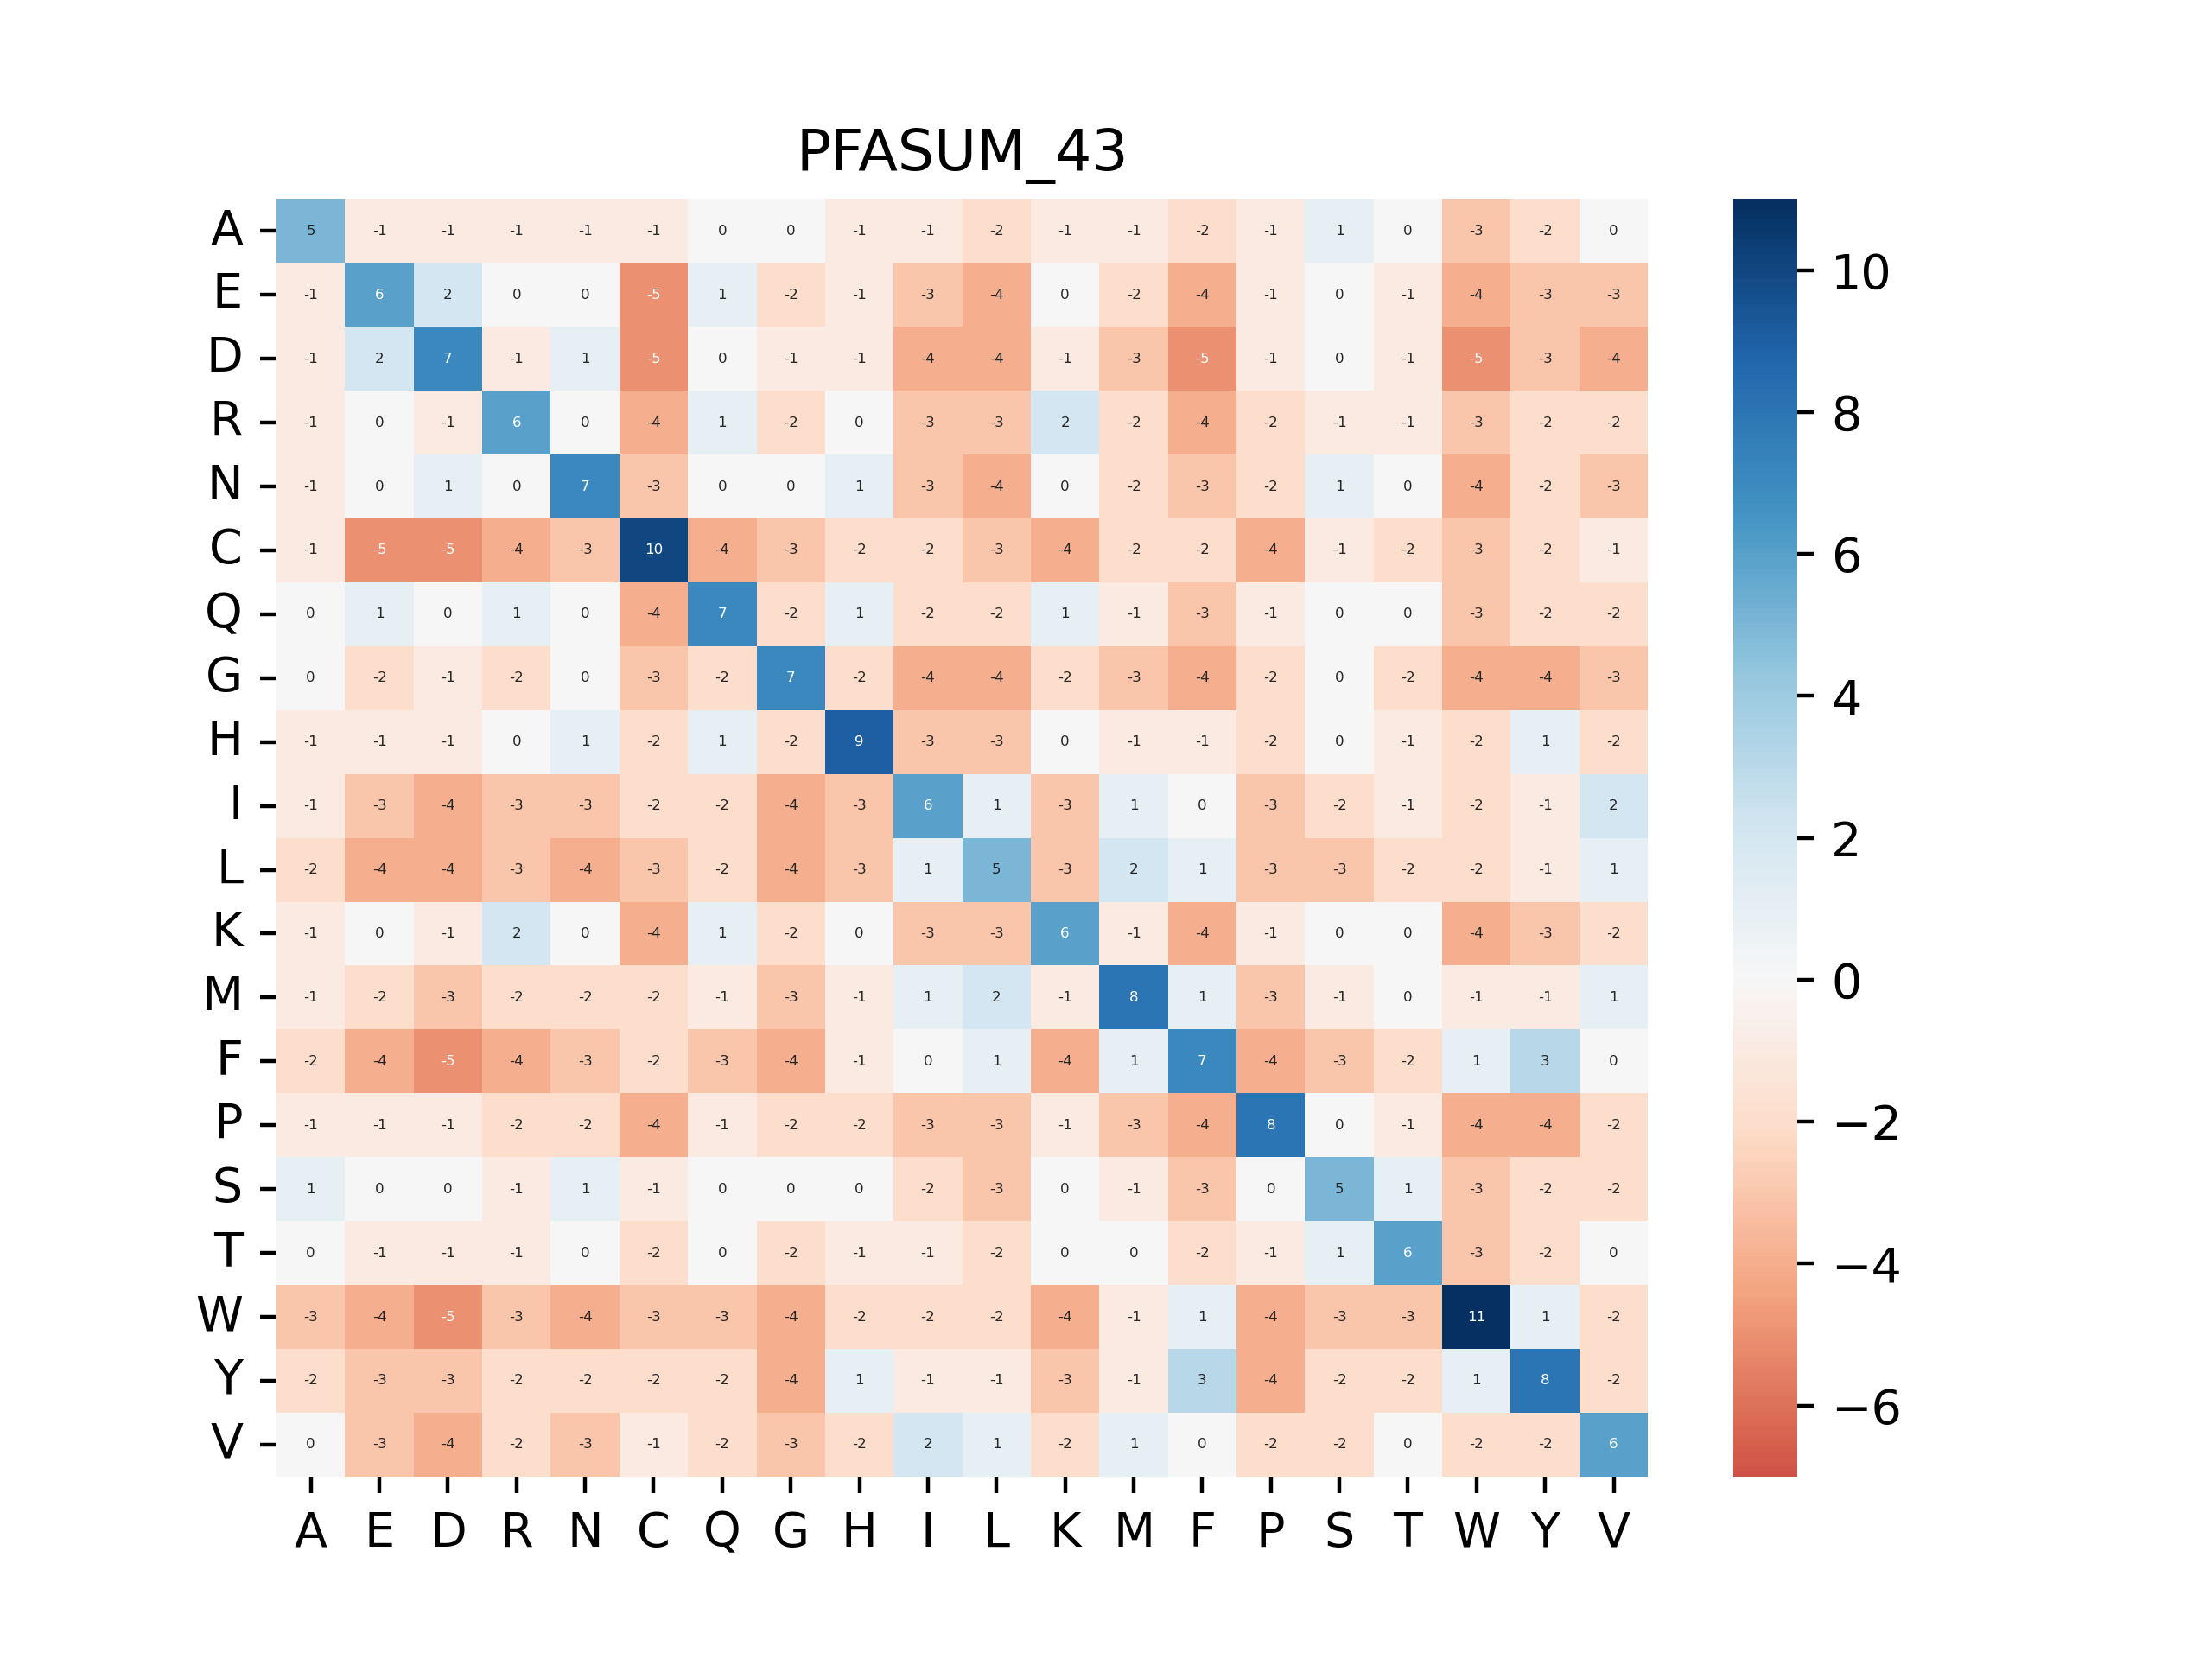 PFASUM_43
A 5 -1 -1 -1 -1 -1 0 0 -1 -1 -2 -1 -1 -2 -1 1 0 -3 -2 0
E -1 6 2 0 0 -5 1 -2 -1 -3 -4 0 -2 -4 -1 0 -1 -4 -3 -3
D -1 2 7 -1 1 -5 0 -1 -1 -4 -4 -1 -3 -5 -1 0 -1 -5 -3 -4
R -1 0 -1 6 0 -4 1 -2 0 -3 -3 2 -2 -4 -2 -1 -1 -3 -2 -2
N -1 0 1 0 7 -3 0 0 1 -3 -4 0 -2 -3 -2 1 0 -4 -2 -3
C -1 -5 -5 -4 -3 10 -4 -3 -2 -2 -3 -4 -2 -2 -4 -1 -2 -3 -2 -1
Q 0 1 0 1 0 -4 7 -2 1 -2 -2 1 -1 -3 -1 0 0 -3 -2 -2
G 0 -2 -1 -2 0 -3 -2 7 -2 -4 -4 -2 -3 -4 -2 0 -2 -4 -4 -3
H -1 -1 -1 0 1 -2 1 -2 9 -3 -3 0 -1 -1 -2 0 -1 -2 1 -2
I -1 -3 -4 -3 -3 -2 -2 -4 -3 6 1 -3 1 0 -3 -2 -1 -2 -1 2
L -2 -4 -4 -3 -4 -3 -2 -4 -3 1 5 -3 2 1 -3 -3 -2 -2 -1 1
K -1 0 -1 2 0 -4 1 -2 0 -3 -3 6 -1 -4 -1 0 0 -4 -3 -2
M -1 -2 -3 -2 -2 -2 -1 -3 -1 1 2 -1 8 1 -3 -1 0 -1 -1 1
F -2 -4 -5 -4 -3 -2 -3 -4 -1 0 1 -4 1 7 -4 -3 -2 1 3 0
P -1 -1 -1 -2 -2 -4 -1 -2 -2 -3 -3 -1 -3 -4 8 0 -1 -4 -4 -2
S 1 0 0 -1 1 -1 0 0 0 -2 -3 0 -1 -3 0 5 1 -3 -2 -2
T 0 -1 -1 -1 0 -2 0 -2 -1 -1 -2 0 0 -2 -1 1 6 -3 -2 0
W -3 -4 -5 -3 -4 -3 -3 -4 -2 -2 -2 -4 -1 1 -4 -3 -3 11 1 -2
Y -2 -3 -3 -2 -2 -2 -2 -4 1 -1 -1 -3 -1 3 -4 -2 -2 1 8 -2
V 0 -3 -4 -2 -3 -1 -2 -3 -2 2 1 -2 1 0 -2 -2 0 -2 -2 6
A E D R N C Q G H I L K M F P S T W Y V
10
8
6
4
2
0
−2
−4
−6